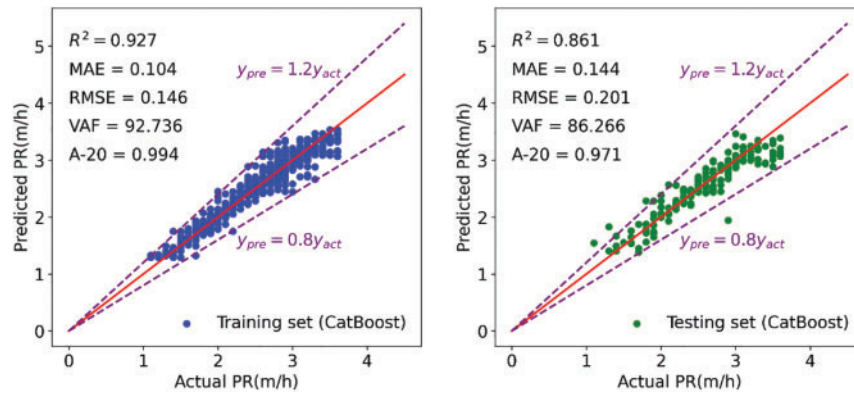 R² = 0.927
MAE = 0.104
RMSE = 0.146
VAF = 92.736
A-20 = 0.994
y_pre = 1.2y_act
y_pre = 0.8y_act
Training set (CatBoost)
Predicted PR(m/h)
5
4
3
2
1
0
0
1
2
3
4
Actual PR(m/h)
R² = 0.861
MAE = 0.144
RMSE = 0.201
VAF = 86.266
A-20 = 0.971
y_pre = 1.2y_act
y_pre = 0.8y_act
Testing set (CatBoost)
Predicted PR(m/h)
5
4
3
2
1
0
0
1
2
3
4
Actual PR(m/h)